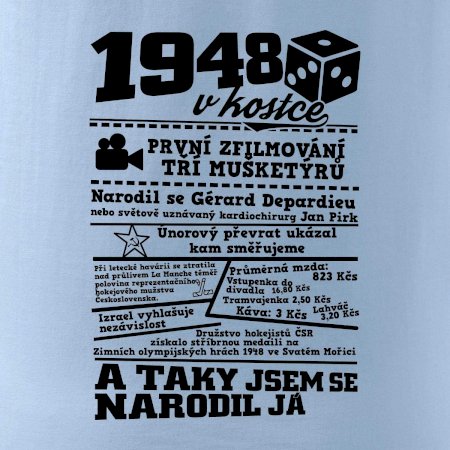 1948
v kostce
PRVNÍ ZFILMOVÁNÍ
TŘÍ MUŠKETÝRŮ
Narodil se Gérard Depardieu
nebo světově uznávaný kardiochirurg Jan Pirk
Únorový převrat ukázal
kam směřujeme
Při letecké havárii se ztratila
nad průlivem La Manche téměř
polovina reprezentačního
hokejového mužstva
Československa.
Průměrná mzda:
823 Kčs
Vstupenka do
divadla 16,80 Kčs
Tramvajenka 2,50 Kčs
Káva: 3 Kčs
Lahváč
3,20 Kčs
Izrael vyhlašuje
nezávislost
Družstvo hokejistů ČSR
získalo stříbrnou medaili na
Zimních olympijských hrách 1948 ve Svatém Mořici
A TAKY JSEM SE
NARODIL JÁ